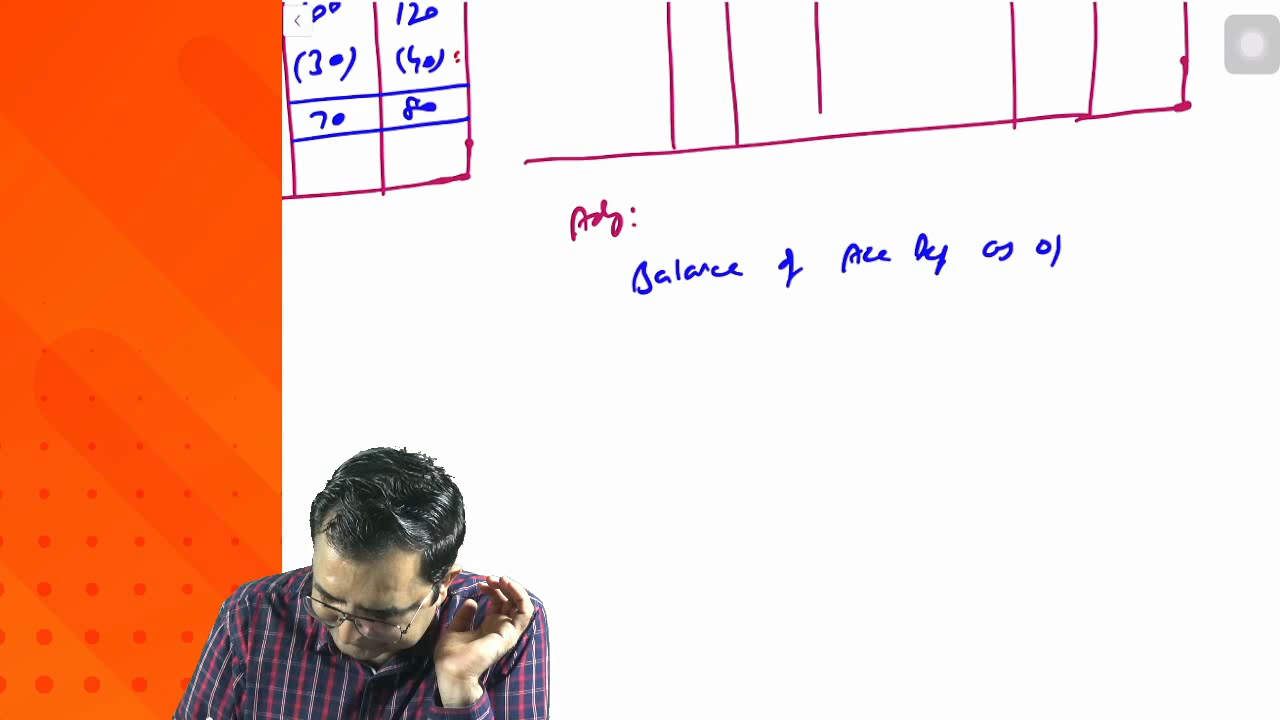 120
(30) (40) :
70 80
Adj:
Balance of Acc Dep as of